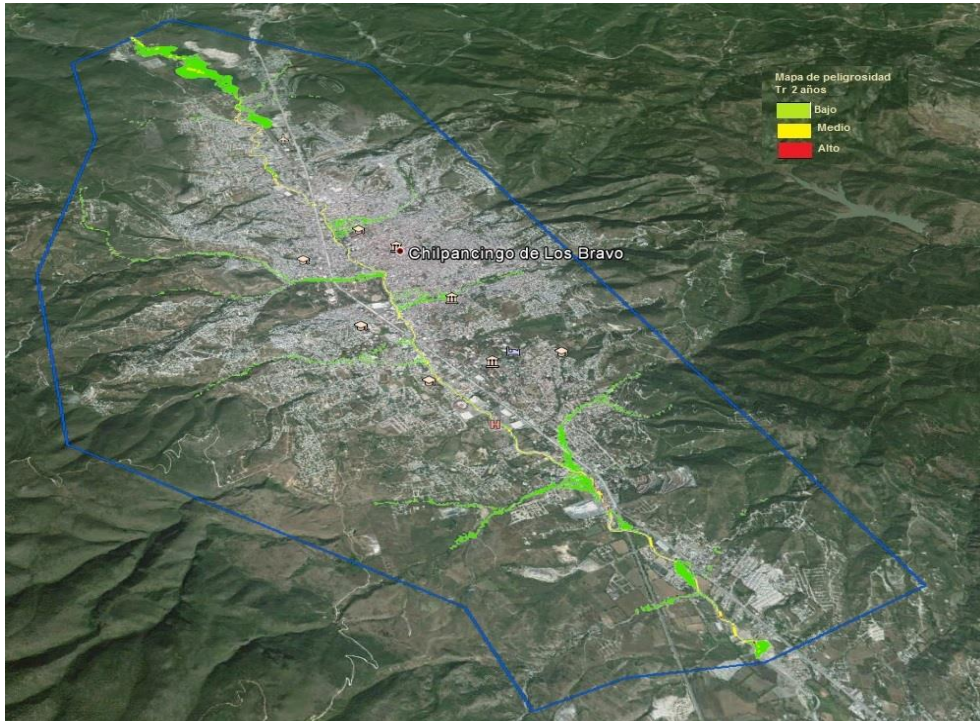 Mapa de peligrosidad
Tr 2 años
Bajo
Medio
Alto
Chilpancingo de Los Bravo
H